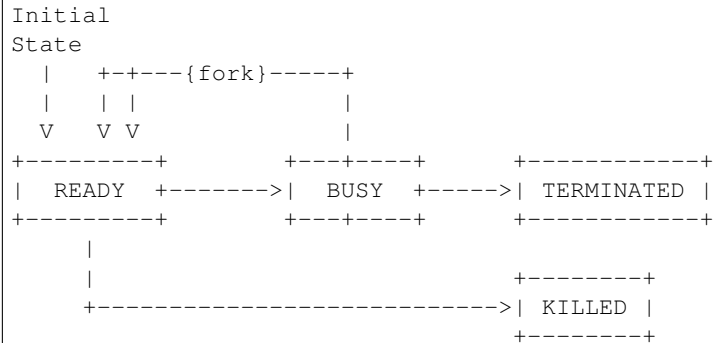 Initial
State
{fork}
READY BUSY TERMINATED
KILLED